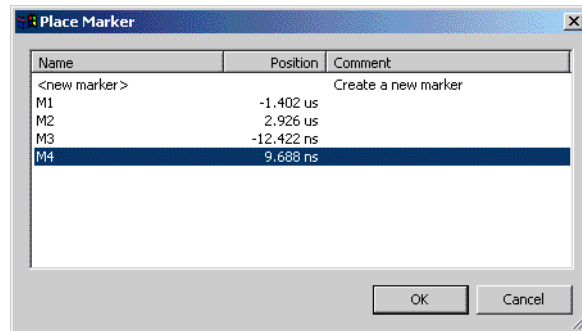 Place Marker
Name Position Comment
<new marker> Create a new marker
M1 -1.402 us
M2 2.926 us
M3 -12.422 ns
M4 9.688 ns
OK Cancel